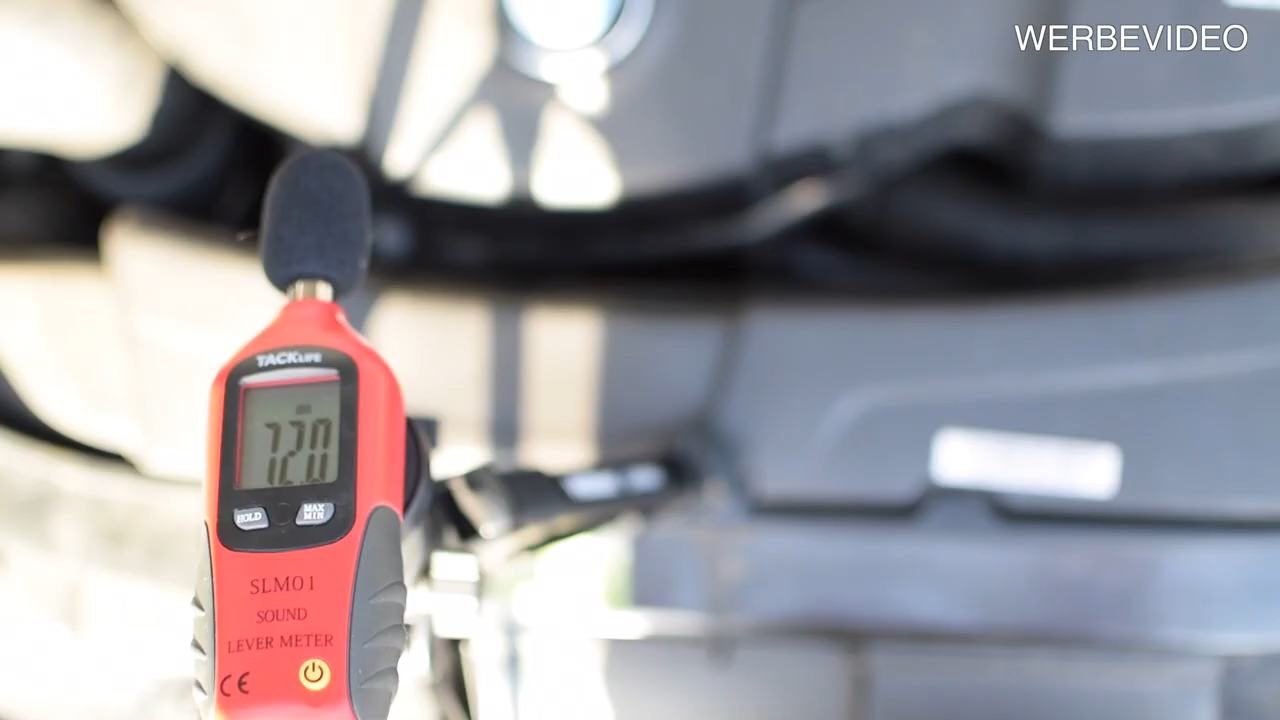 WERBEVIDEO
TACKLIFE
72.0
HOLD
MAX
MIN
SLM01
SOUND
LEVER METER
CE